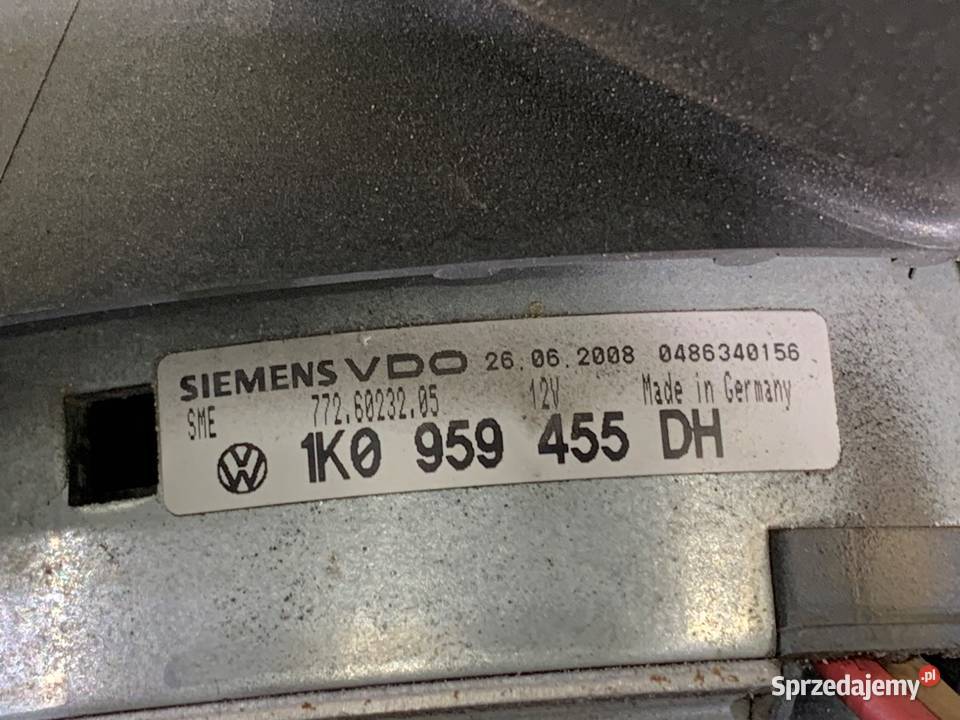 SIEMENS VDO 26.06.2008 0486340156
SME 772.60232.05 12V Made in Germany
VW 1K0 959 455 DH
Sprzedajemy.pl